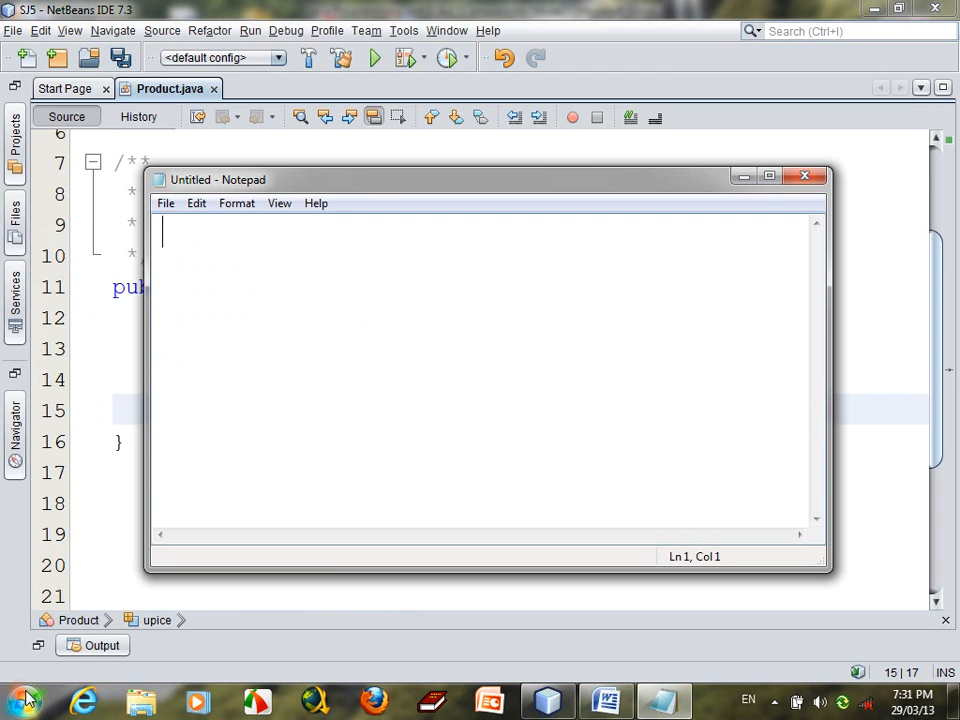 SJ5 - NetBeans IDE 7.3
File Edit View Navigate Source Refactor Run Debug Profile Team Tools Window Help
Search (Ctrl+I)
<default config>
Start Page
Product.java
Source History
Projects
Files
Services
Navigator
6
7 /**
8 *
9 *
10 *
11 pub
12
13
14
15
16 }
17
18
19
20
21
Untitled - Notepad
File Edit Format View Help
Ln 1, Col 1
Product
upice
Output
15 | 17 INS
EN
7:31 PM
29/03/13